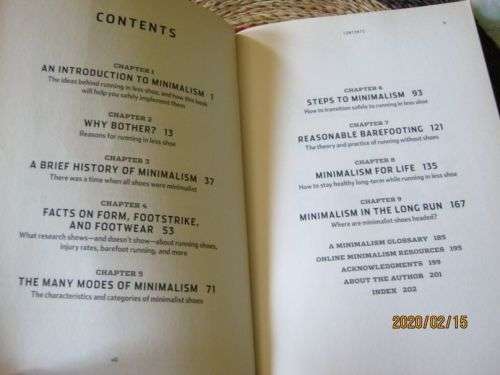 CONTENTS
CHAPTER 1
AN INTRODUCTION TO MINIMALISM 1
The ideas behind running in less shoe, and how this book
will help you safely implement them
CHAPTER 2
WHY BOTHER? 13
Reasons for running in less shoe
CHAPTER 3
A BRIEF HISTORY OF MINIMALISM 37
There was a time when all shoes were minimalist
CHAPTER 4
FACTS ON FORM, FOOTSTRIKE,
AND FOOTWEAR 53
What research shows—and doesn't show—about running shoes,
injury rates, barefoot running, and more
CHAPTER 5
THE MANY MODES OF MINIMALISM 71
The characteristics and categories of minimalist shoes
CONTENTS
CHAPTER 6
STEPS TO MINIMALISM 93
How to transition safely to running in less shoe
CHAPTER 7
REASONABLE BAREFOOTING 121
The theory and practice of running without shoes
CHAPTER 8
MINIMALISM FOR LIFE 135
How to stay healthy long-term while running in less shoe
CHAPTER 9
MINIMALISM IN THE LONG RUN 167
Where are minimalist shoes headed?
A MINIMALISM GLOSSARY 185
ONLINE MINIMALISM RESOURCES 195
ACKNOWLEDGMENTS 199
ABOUT THE AUTHOR 201
INDEX 202
2020/02/15